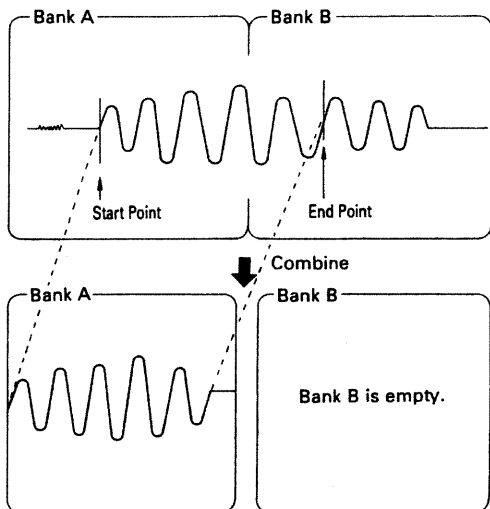 Bank A
Bank B
Start Point
End Point
Combine
Bank A
Bank B
Bank B is empty.